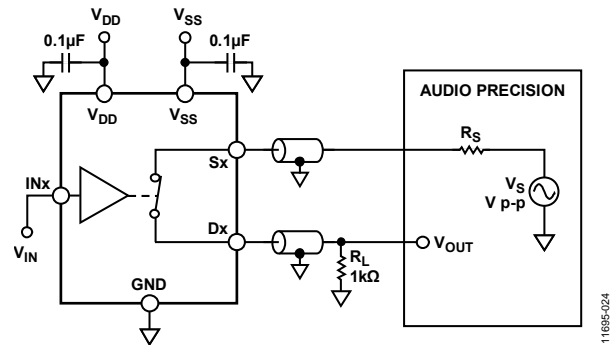 VDD
VSS
0.1µF
0.1µF
VDD
VSS
AUDIO PRECISION
RS
Sx
VS
V p-p
INx
Dx
VIN
VOUT
RL
1kΩ
GND
11695-024